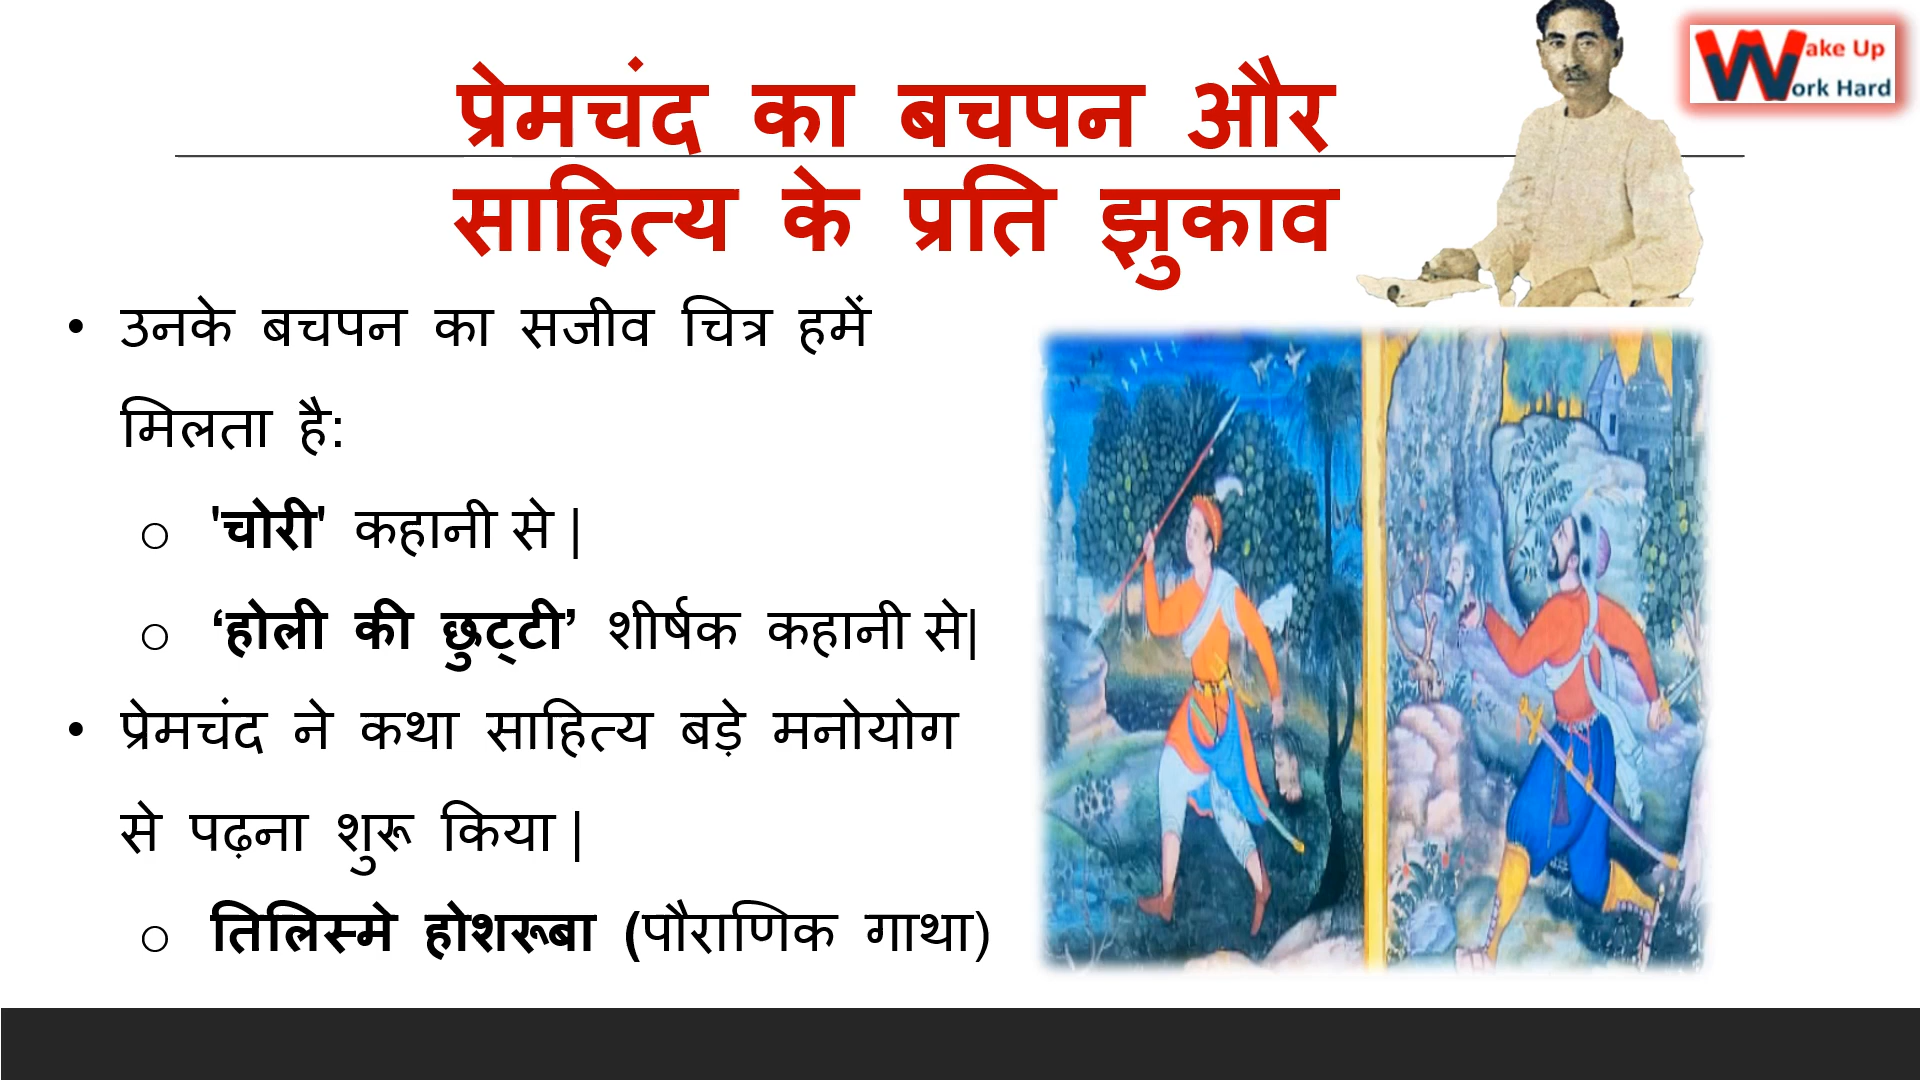 प्रेमचंद का बचपन और
साहित्य के प्रति झुकाव
Wake Up
Work Hard
• उनके बचपन का सजीव चित्र हमें
मिलता है:
o 'चोरी' कहानी से |
o ‘होली की छुट्टी’ शीर्षक कहानी से|
• प्रेमचंद ने कथा साहित्य बड़े मनोयोग
से पढ़ना शुरू किया |
o तिलिस्मे होशरूबा (पौराणिक गाथा)